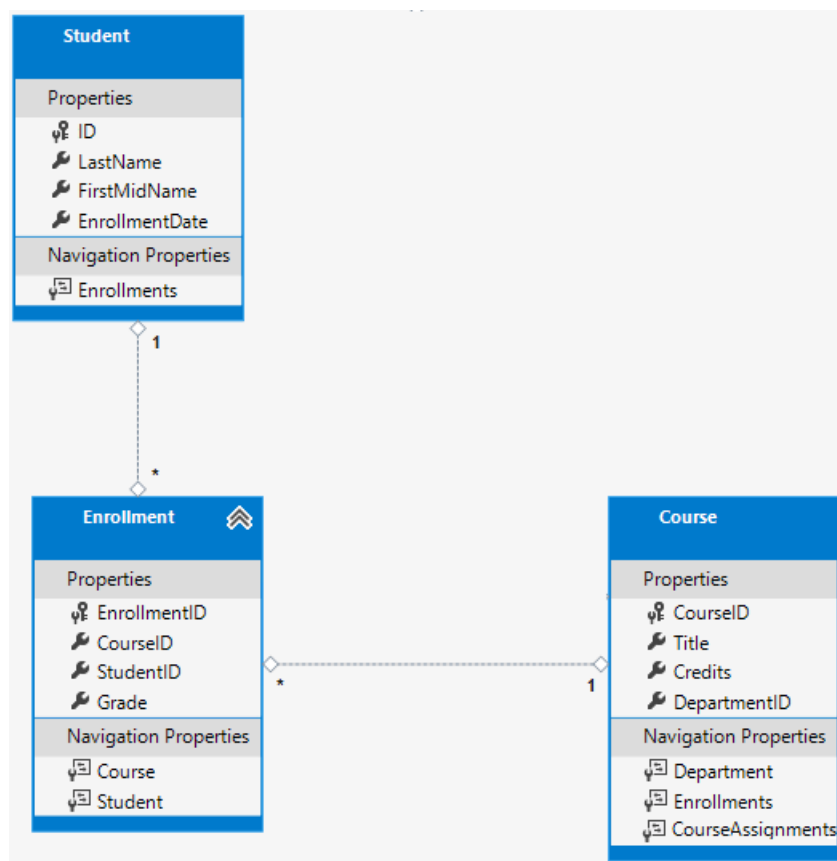 Student
Properties
ID
LastName
FirstMidName
EnrollmentDate
Navigation Properties
Enrollments
1
*
Enrollment
Properties
EnrollmentID
CourseID
StudentID
Grade
Navigation Properties
Course
Student
*
1
Course
Properties
CourseID
Title
Credits
DepartmentID
Navigation Properties
Department
Enrollments
CourseAssignments